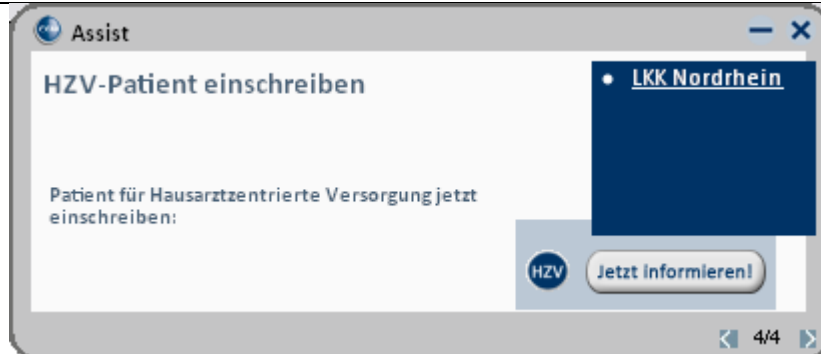 Assist
HZV-Patient einschreiben
LKK Nordrhein
Patient für Hausarztzentrierte Versorgung jetzt
einschreiben:
HZV
Jetzt informieren!
4/4